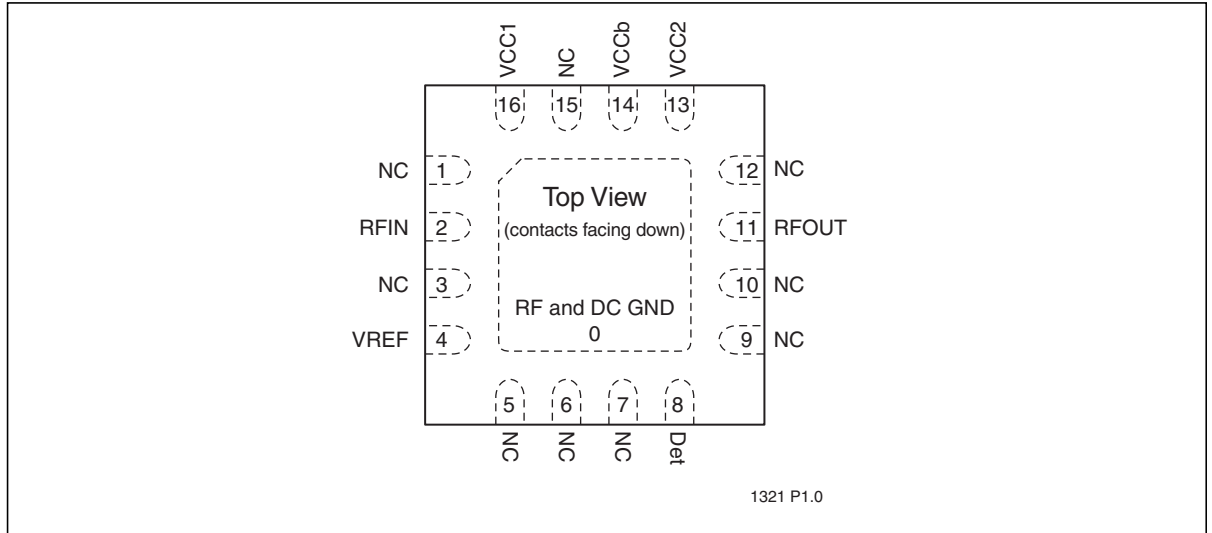 VCC1
NC
VCCb
VCC2
16
15
14
13
NC 1
12 NC
Top View
RFIN 2
(contacts facing down)
11 RFOUT
NC 3
10 NC
RF and DC GND
VREF 4
0
9 NC
5
6
7
8
NC
NC
NC
Det
1321 P1.0